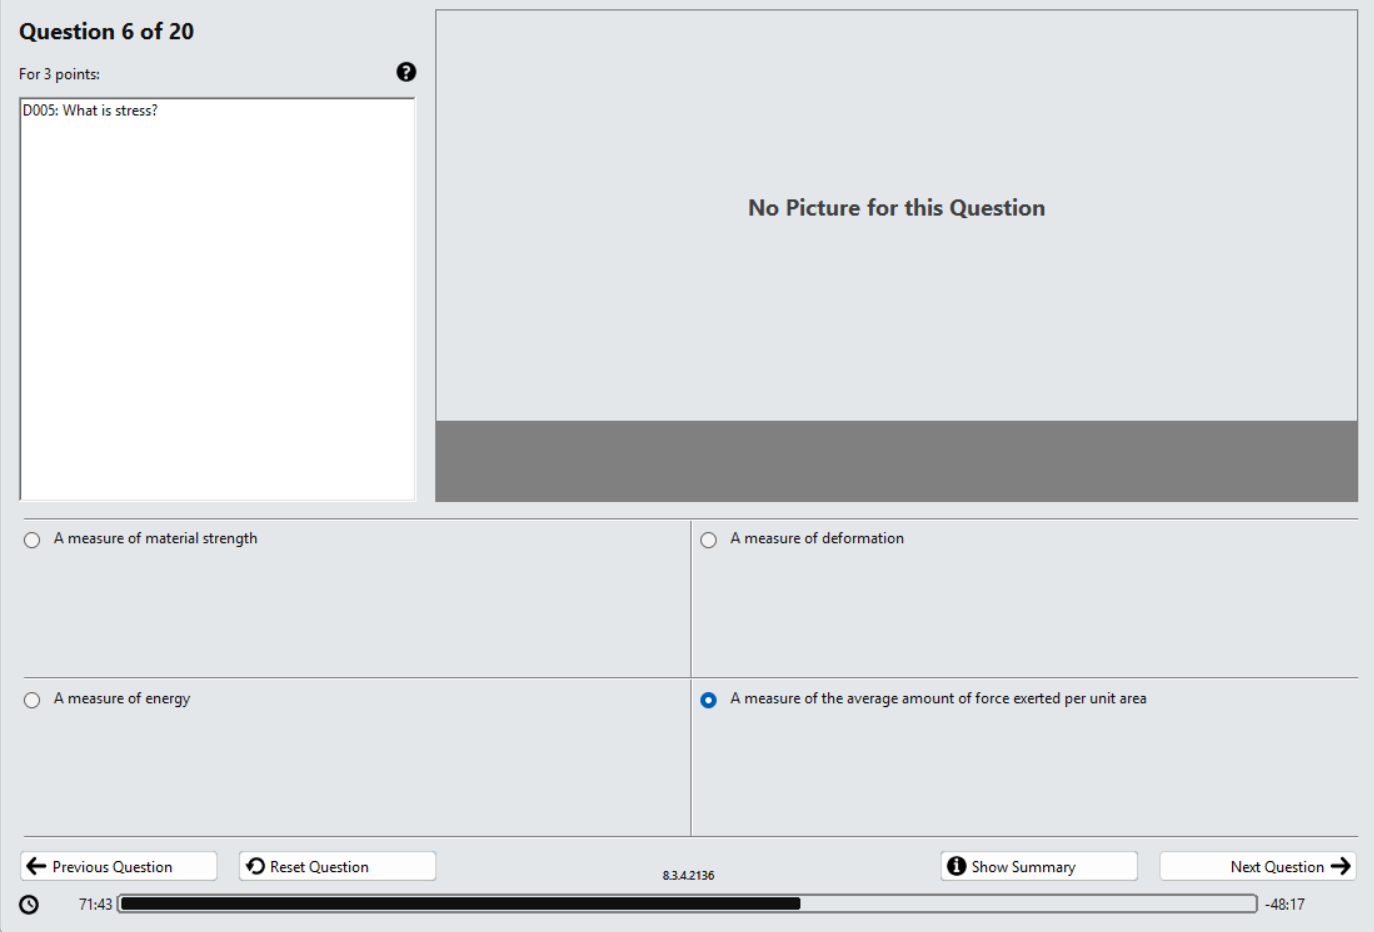 Question 6 of 20
For 3 points:
D005: What is stress?
No Picture for this Question
A measure of material strength
A measure of deformation
A measure of energy
A measure of the average amount of force exerted per unit area
Previous Question
Reset Question
8.3.4.2136
Show Summary
Next Question
71:43
-48:17